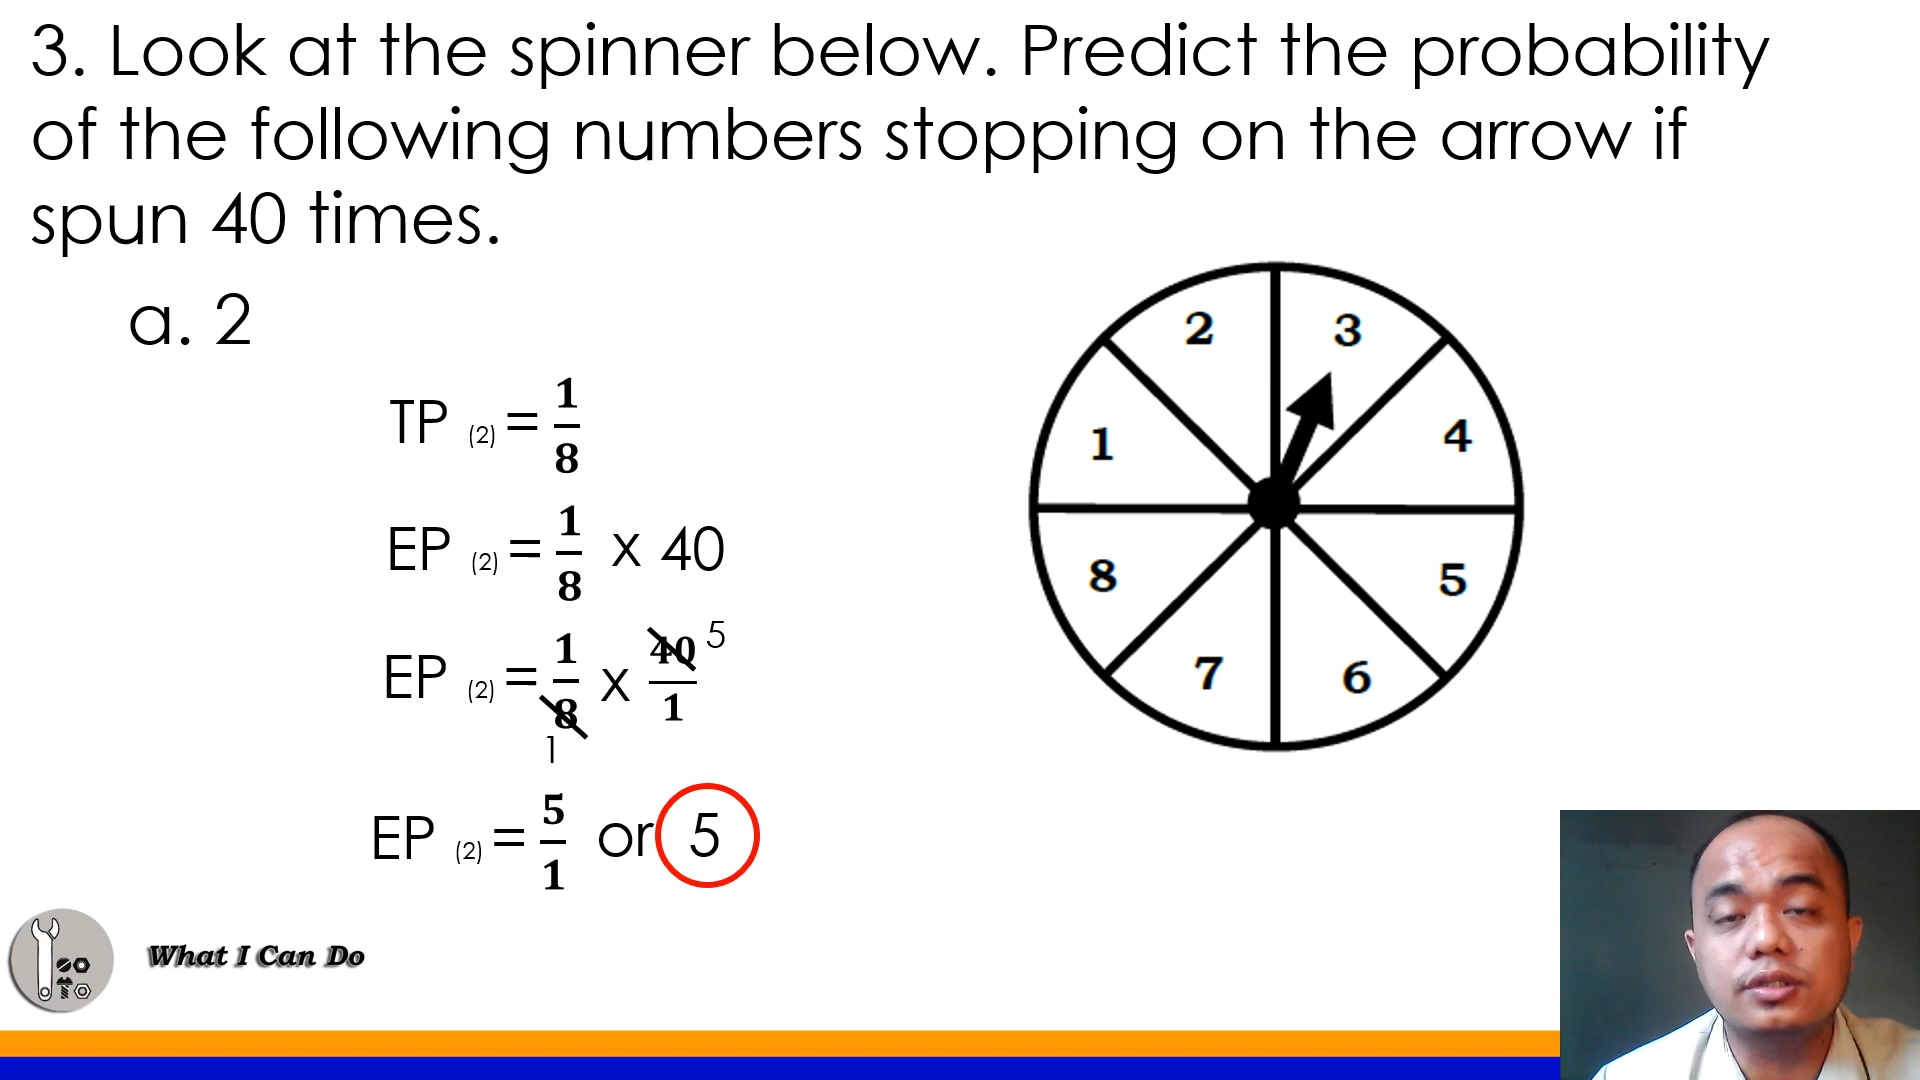 3. Look at the spinner below. Predict the probability
of the following numbers stopping on the arrow if
spun 40 times.
a. 2
TP (2) = 1/8
EP (2) = 1/8 x 40
EP (2) = 1/8 x 40/1 5
1
EP (2) = 5/1 or 5
2 3
1 4
8 5
7 6
What I Can Do